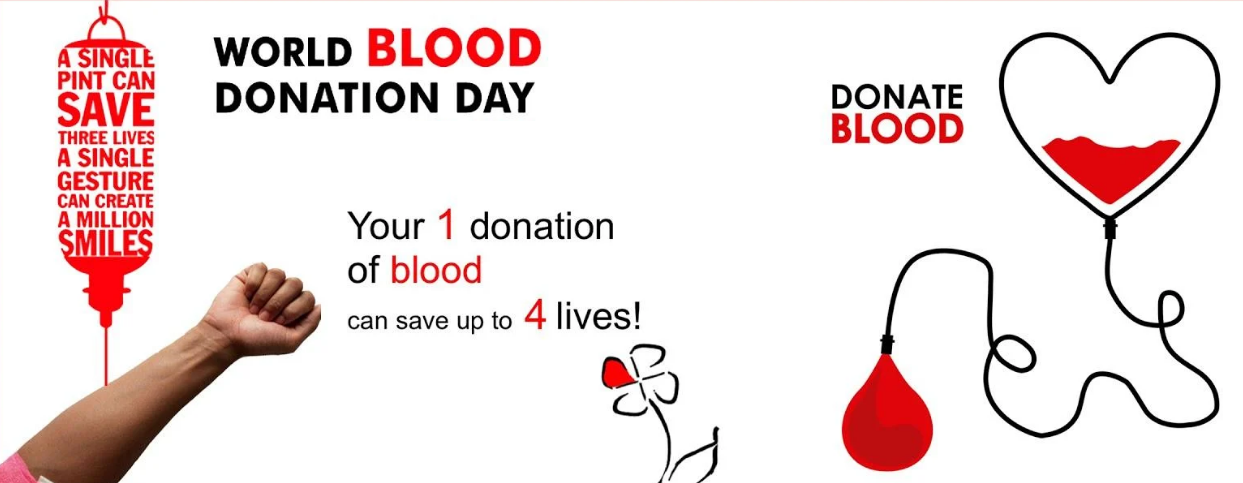 A SINGLE
PINT CAN
SAVE
THREE LIVES
A SINGLE
GESTURE
CAN CREATE
A MILLION
SMILES
WORLD BLOOD
DONATION DAY
Your 1 donation
of blood
can save up to 4 lives!
DONATE
BLOOD